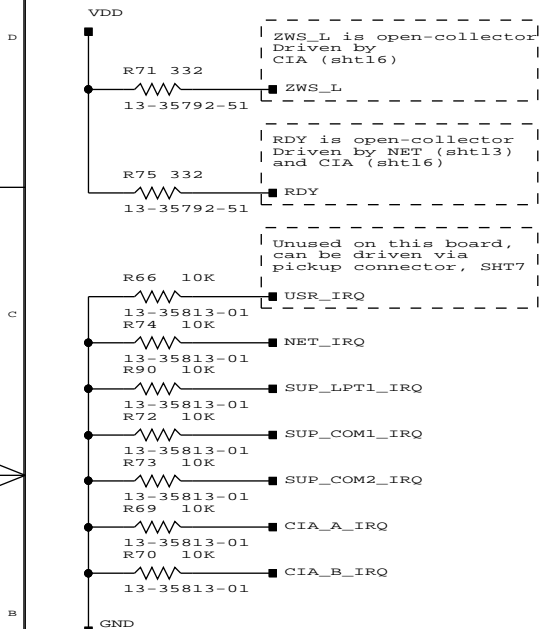 VDD
D
ZWS_L is open-collector
Driven by
CIA (sht16)
R71 332
ZWS_L
13-35792-51
RDY is open-collector
Driven by NET (sht13)
and CIA (sht16)
R75 332
RDY
13-35792-51
Unused on this board,
can be driven via
pickup connector, SHT7
R66 10K
USR_IRQ
C
13-35813-01
R74 10K
NET_IRQ
13-35813-01
R90 10K
SUP_LPT1_IRQ
13-35813-01
R72 10K
SUP_COM1_IRQ
13-35813-01
R73 10K
SUP_COM2_IRQ
13-35813-01
R69 10K
CIA_A_IRQ
13-35813-01
R70 10K
CIA_B_IRQ
13-35813-01
B
GND